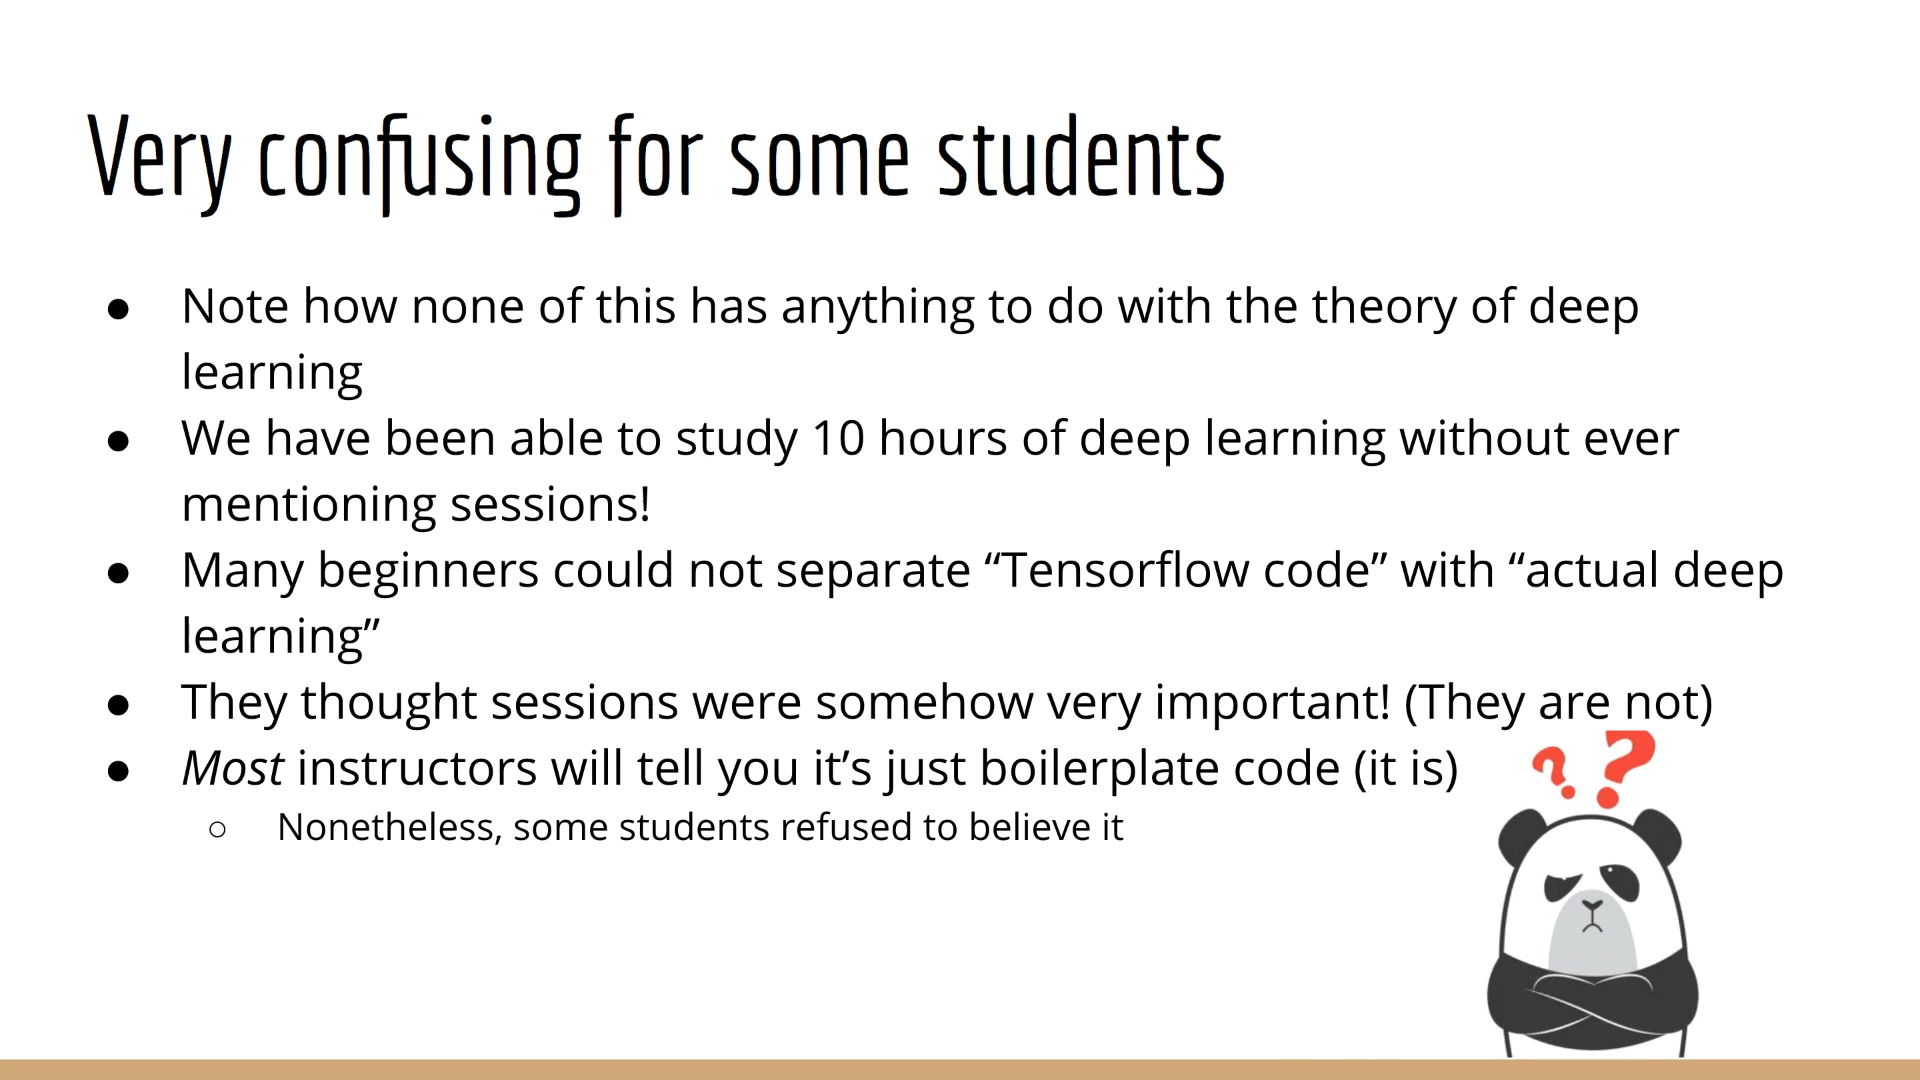 Very confusing for some students
● Note how none of this has anything to do with the theory of deep
learning
● We have been able to study 10 hours of deep learning without ever
mentioning sessions!
● Many beginners could not separate “Tensorflow code” with “actual deep
learning”
● They thought sessions were somehow very important! (They are not)
● Most instructors will tell you it’s just boilerplate code (it is)
○ Nonetheless, some students refused to believe it
? ?